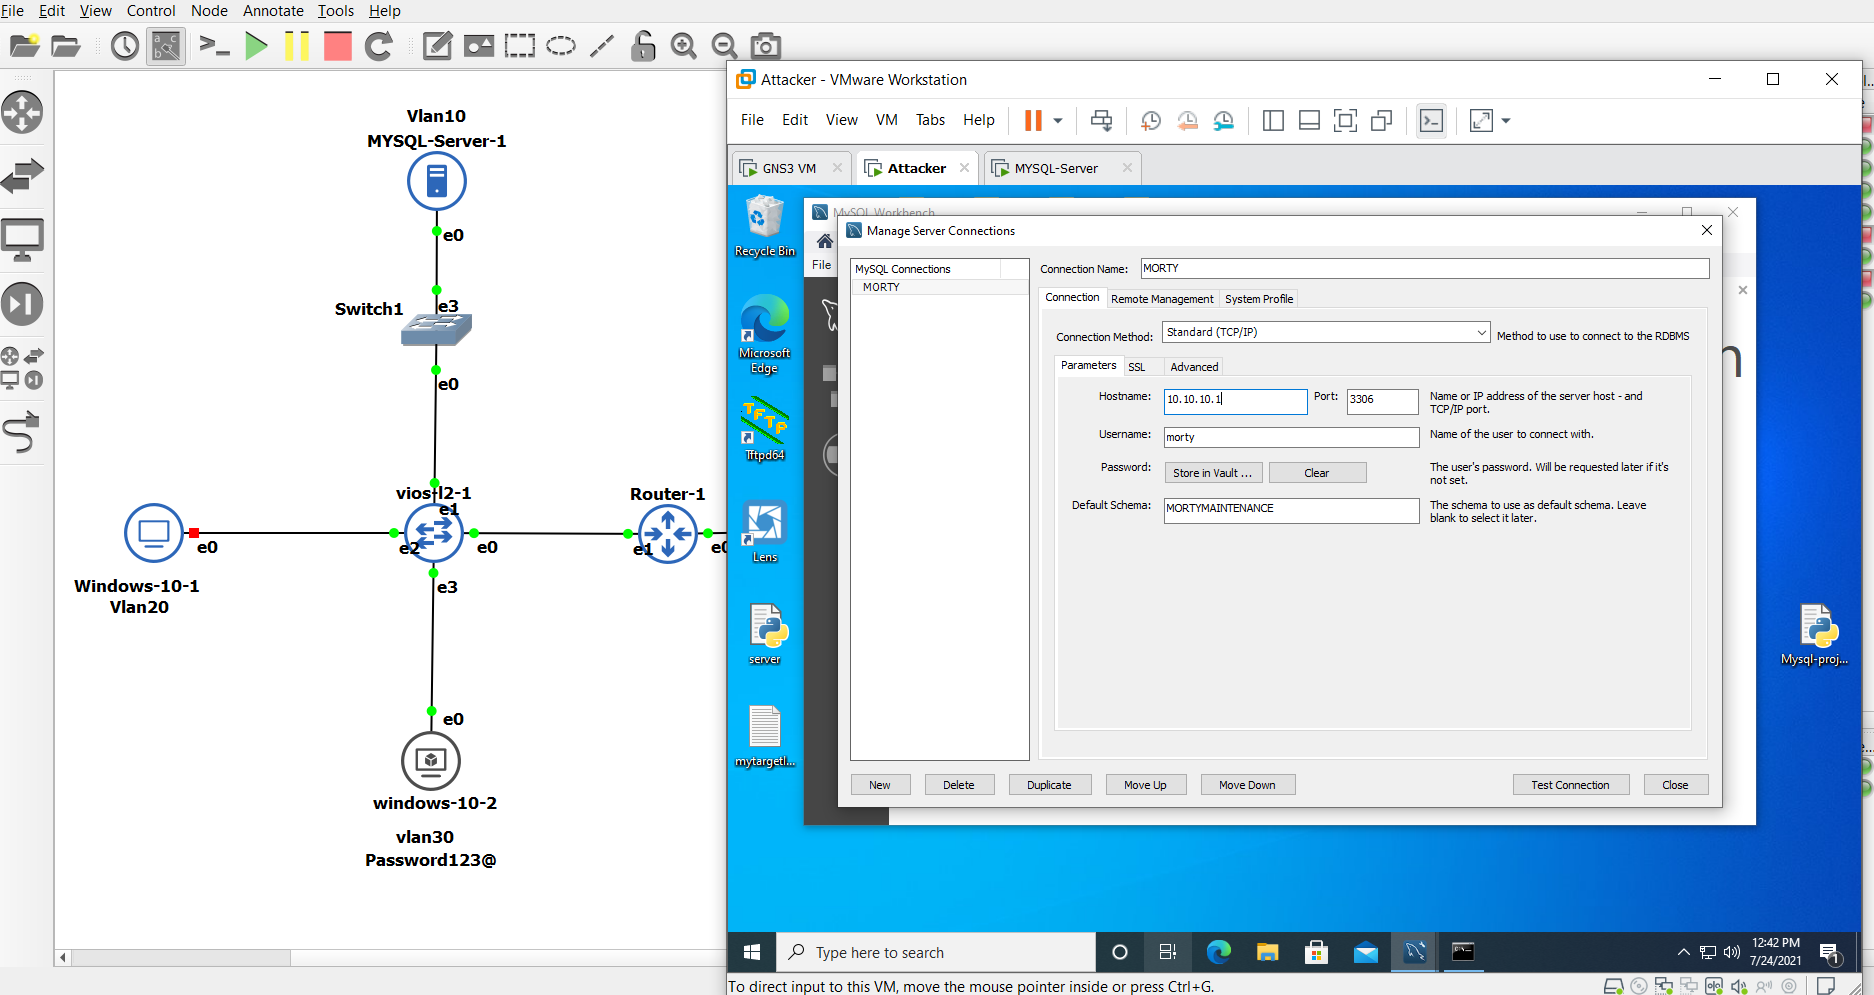 File Edit View Control Node Annotate Tools Help
Vlan10
MYSQL-Server-1
e0
e3
Switch1
e0
vios-l2-1
e1
Router-1
e0
e2
e0
e1
e0
Windows-10-1
Vlan20
e3
e0
windows-10-2
vlan30
Password123@
Attacker - VMware Workstation
File Edit View VM Tabs Help
GNS3 VM
Attacker
MYSQL-Server
Recycle Bin
Microsoft
Edge
TFTP
Tftpd64
Lens
server
mytargetl...
Mysql-proj...
MySQL Workbench
File
Manage Server Connections
MySQL Connections
MORTY
Connection Name: MORTY
Connection Remote Management System Profile
Connection Method: Standard (TCP/IP) Method to use to connect to the RDBMS
Parameters SSL Advanced
Hostname: 10.10.10.1 Port: 3306 Name or IP address of the server host - and
TCP/IP port.
Username: morty Name of the user to connect with.
Password: Store in Vault ... Clear The user's password. Will be requested later if it's
not set.
Default Schema: MORTYMAINTENANCE The schema to use as default schema. Leave
blank to select it later.
New Delete Duplicate Move Up Move Down Test Connection Close
Type here to search
12:42 PM
7/24/2021
1
To direct input to this VM, move the mouse pointer inside or press Ctrl+G.